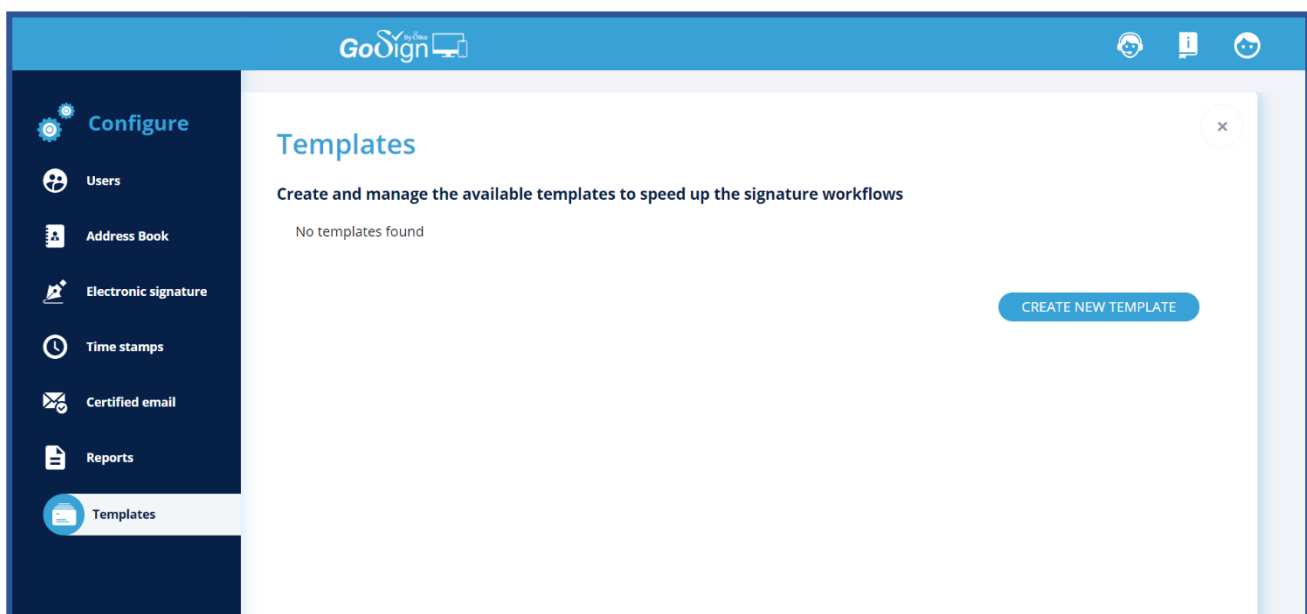 GoSign
Configure
Users
Address Book
Electronic signature
Time stamps
Certified email
Reports
Templates
Templates
Create and manage the available templates to speed up the signature workflows
No templates found
CREATE NEW TEMPLATE